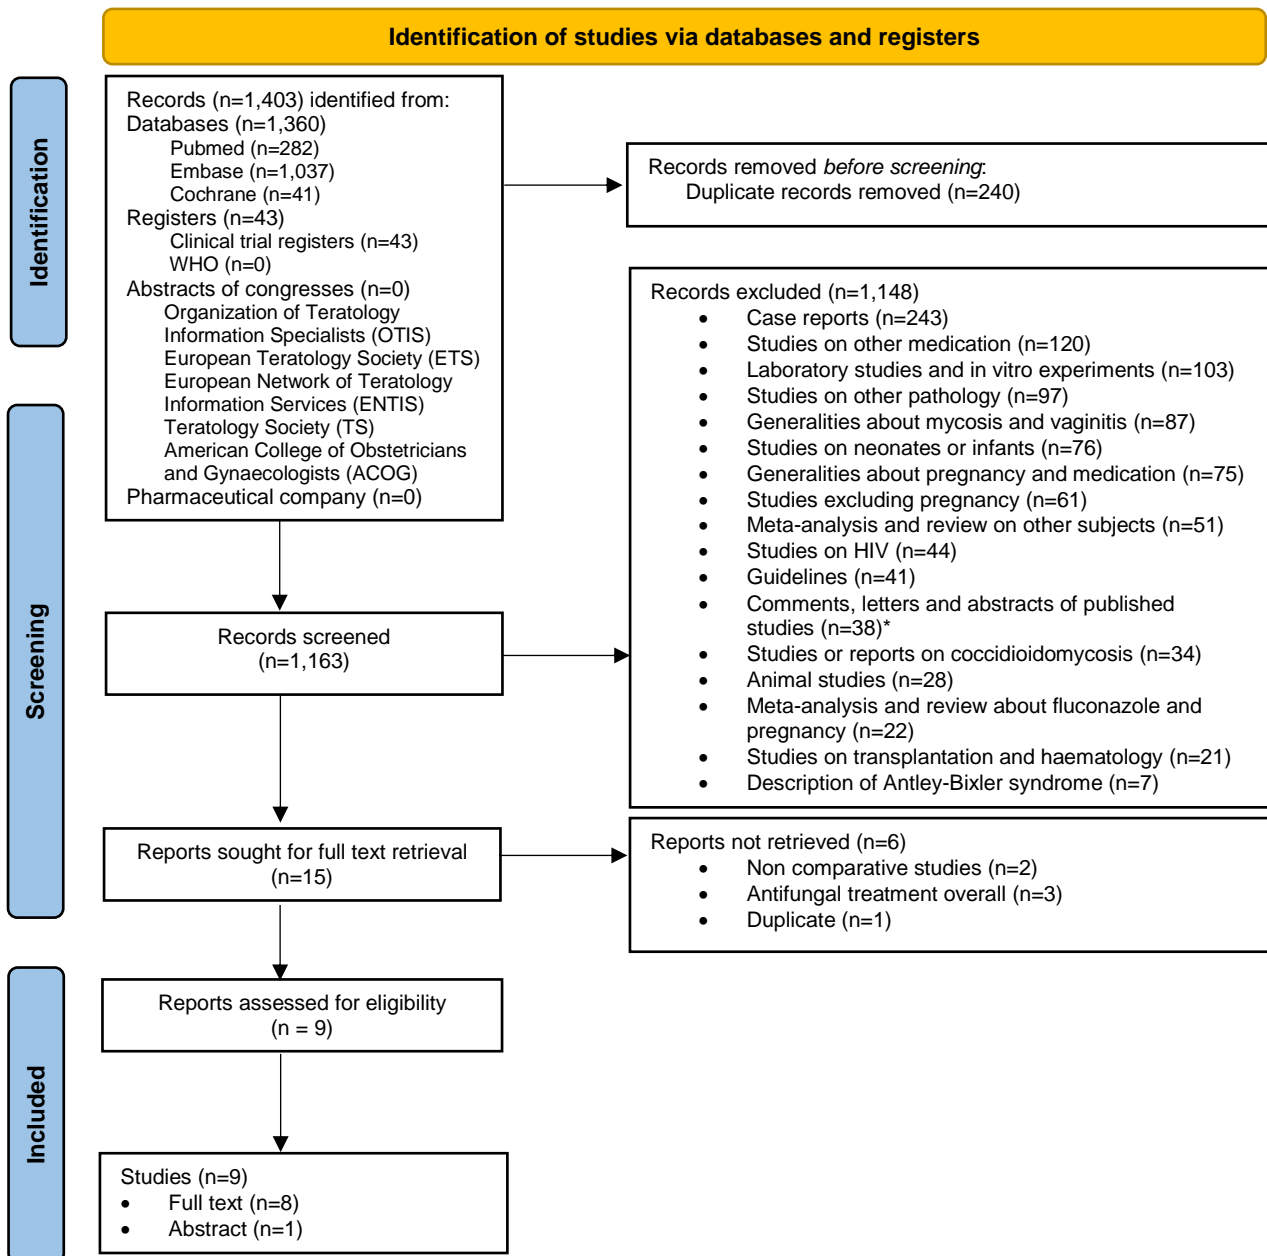 Identification of studies via databases and registers
Identification
Records (n=1,403) identified from:
Databases (n=1,360)
Pubmed (n=282)
Embase (n=1,037)
Cochrane (n=41)
Registers (n=43)
Clinical trial registers (n=43)
WHO (n=0)
Abstracts of congresses (n=0)
Organization of Teratology
Information Specialists (OTIS)
European Teratology Society (ETS)
European Network of Teratology
Information Services (ENTIS)
Teratology Society (TS)
American College of Obstetricians
and Gynaecologists (ACOG)
Pharmaceutical company (n=0)
Records removed before screening:
Duplicate records removed (n=240)
Screening
Records screened
(n=1,163)
Records excluded (n=1,148)
• Case reports (n=243)
• Studies on other medication (n=120)
• Laboratory studies and in vitro experiments (n=103)
• Studies on other pathology (n=97)
• Generalities about mycosis and vaginitis (n=87)
• Studies on neonates or infants (n=76)
• Generalities about pregnancy and medication (n=75)
• Studies excluding pregnancy (n=61)
• Meta-analysis and review on other subjects (n=51)
• Studies on HIV (n=44)
• Guidelines (n=41)
• Comments, letters and abstracts of published
studies (n=38)*
• Studies or reports on coccidioidomycosis (n=34)
• Animal studies (n=28)
• Meta-analysis and review about fluconazole and
pregnancy (n=22)
• Studies on transplantation and haematology (n=21)
• Description of Antley-Bixler syndrome (n=7)
Reports sought for full text retrieval
(n=15)
Reports not retrieved (n=6)
• Non comparative studies (n=2)
• Antifungal treatment overall (n=3)
• Duplicate (n=1)
Reports assessed for eligibility
(n = 9)
Included
Studies (n=9)
• Full text (n=8)
• Abstract (n=1)